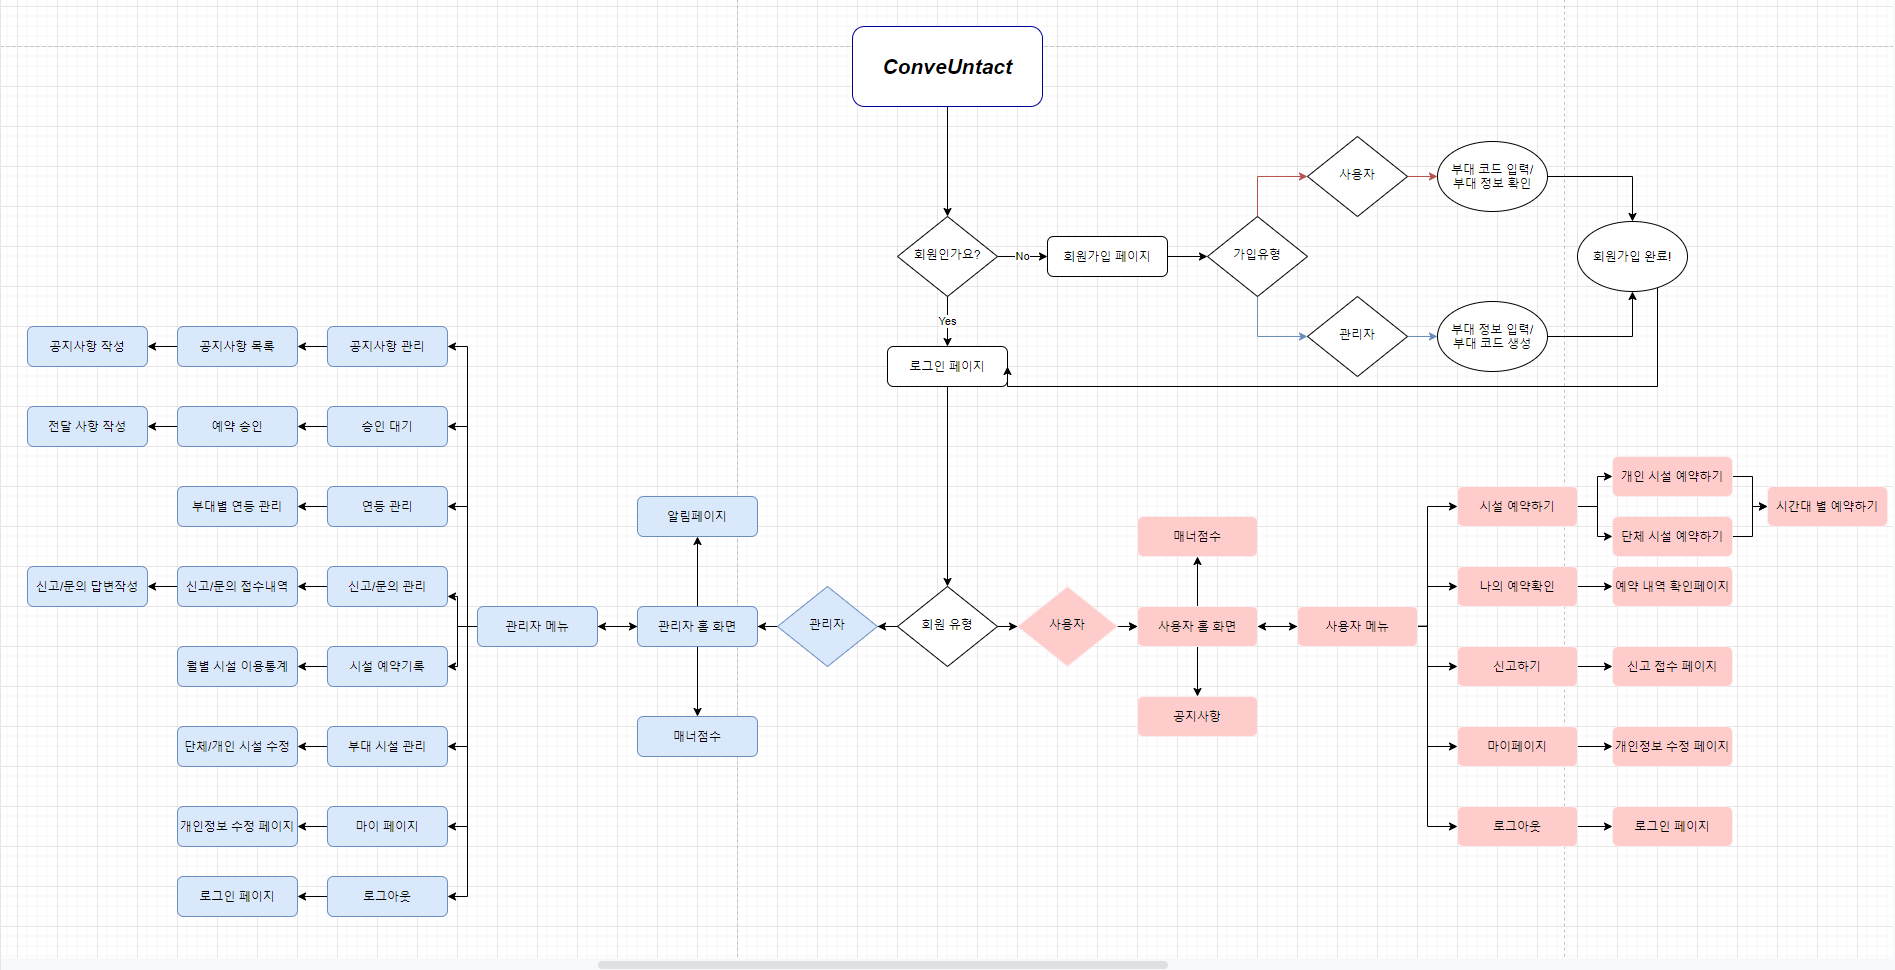 ConveUntact
사용자
부대 코드 입력/
부대 정보 확인
회원인가요?
No
회원가입 페이지
가입유형
회원가입 완료!
Yes
관리자
부대 정보 입력/
부대 코드 생성
로그인 페이지
공지사항 작성
공지사항 목록
공지사항 관리
전달 사항 작성
예약 승인
승인 대기
부대별 연등 관리
연등 관리
신고/문의 답변작성
신고/문의 접수내역
신고/문의 관리
월별 시설 이용통계
시설 예약기록
단체/개인 시설 수정
부대 시설 관리
개인정보 수정 페이지
마이 페이지
로그인 페이지
로그아웃
관리자 메뉴
알림페이지
관리자 홈 화면
매너점수
관리자
회원 유형
사용자
매너점수
사용자 홈 화면
공지사항
사용자 메뉴
시설 예약하기
개인 시설 예약하기
단체 시설 예약하기
시간대 별 예약하기
나의 예약확인
예약 내역 확인페이지
신고하기
신고 접수 페이지
마이페이지
개인정보 수정 페이지
로그아웃
로그인 페이지